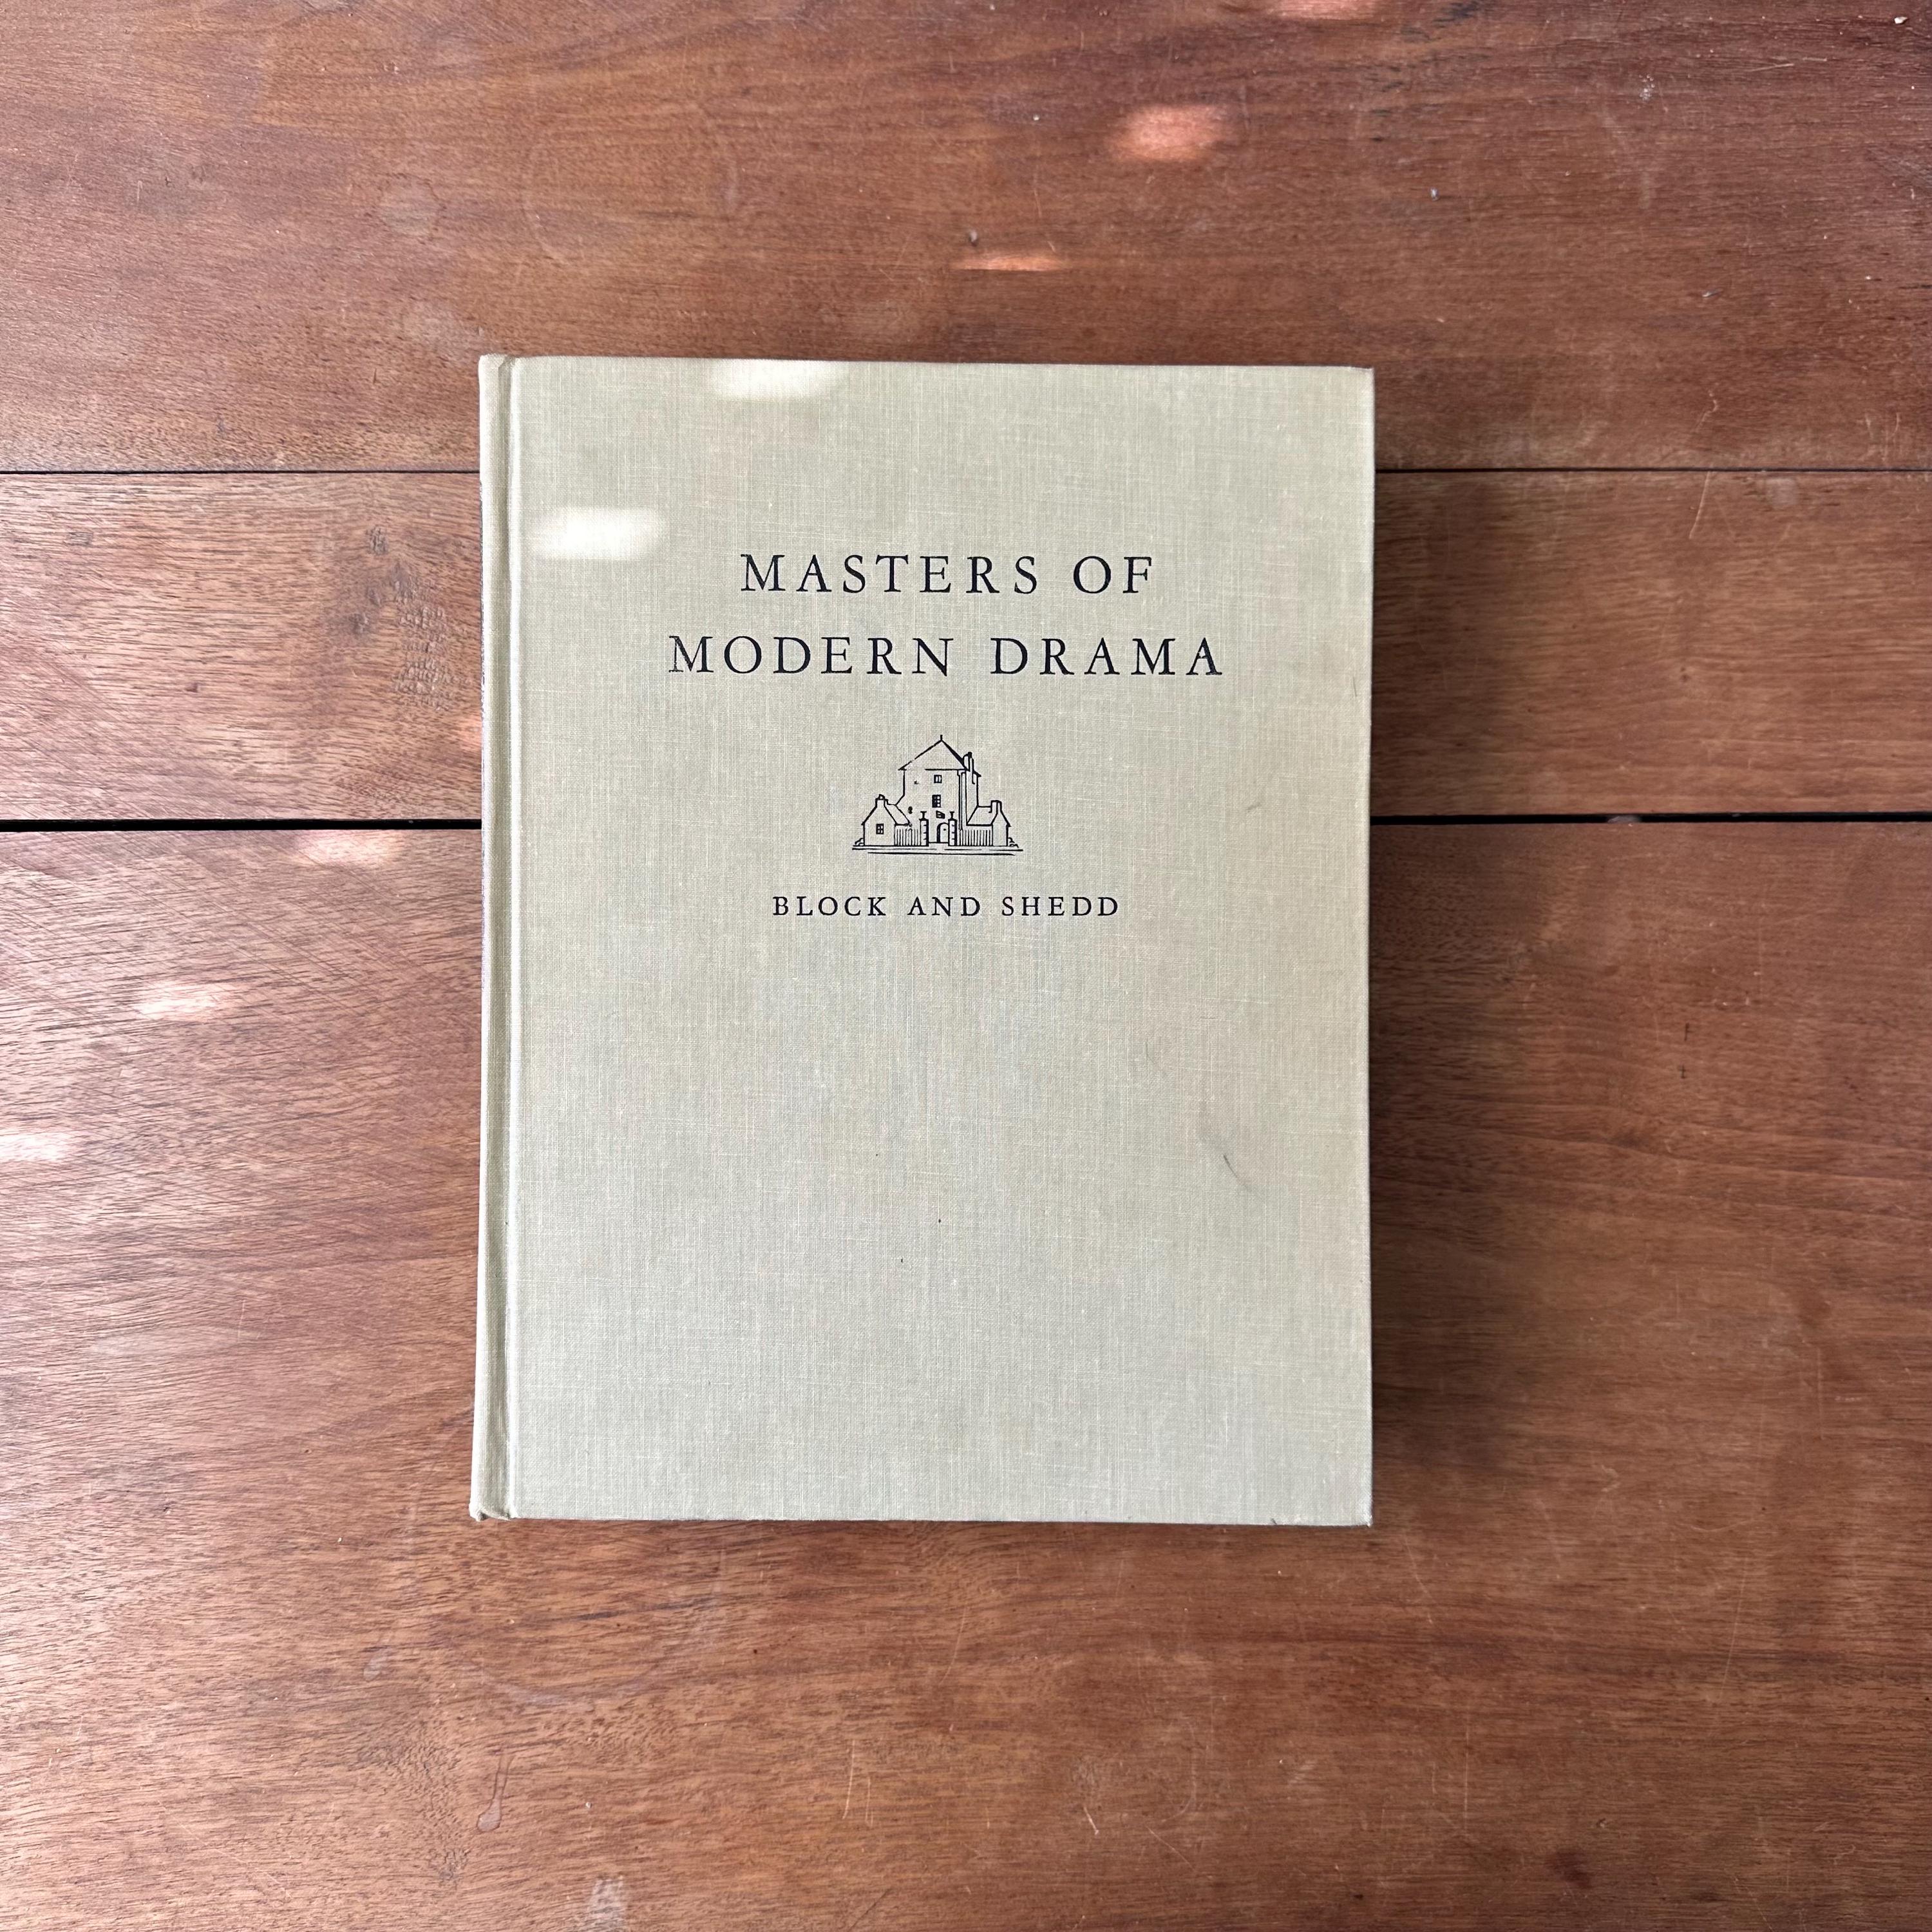 MASTERS OF
MODERN DRAMA
BLOCK AND SHEDD